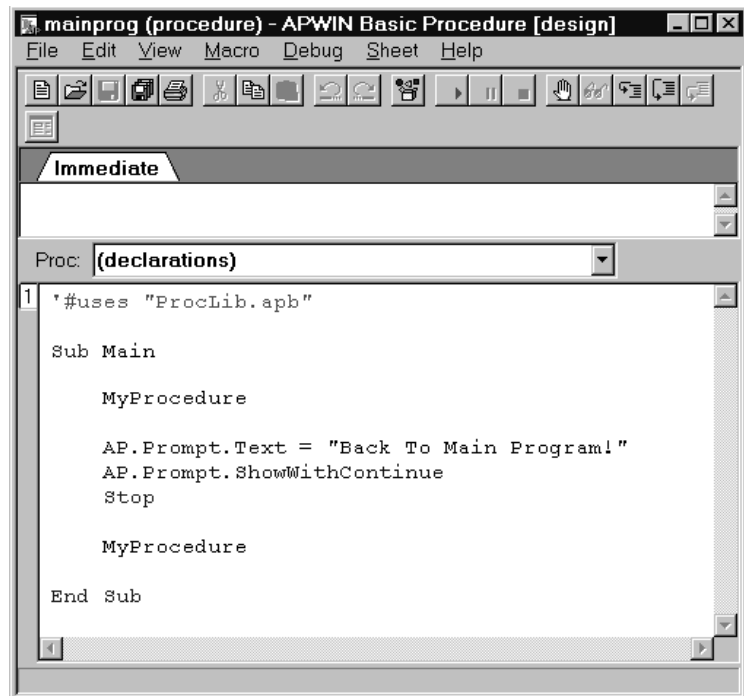 mainprog (procedure) - APWIN Basic Procedure [design]
File Edit View Macro Debug Sheet Help
Immediate
Proc: (declarations)
1
'#uses "ProcLib.apb"
Sub Main
MyProcedure
AP.Prompt.Text = "Back To Main Program!"
AP.Prompt.ShowWithContinue
Stop
MyProcedure
End Sub